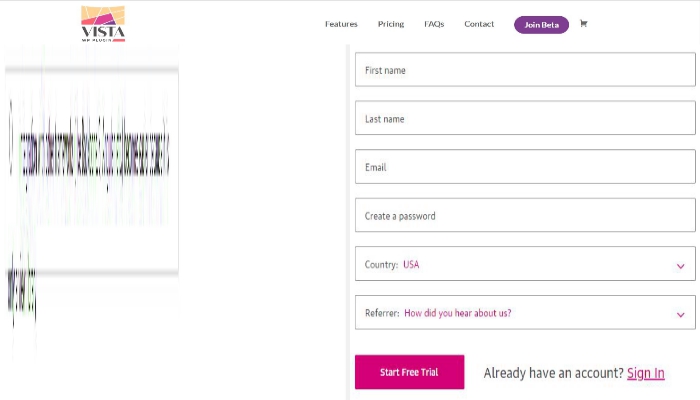 VISTA
WP PLUGIN
Features Pricing FAQs Contact Join Beta
First name
Last name
Email
Create a password
Country: USA
Referrer: How did you hear about us?
Start Free Trial Already have an account? Sign In